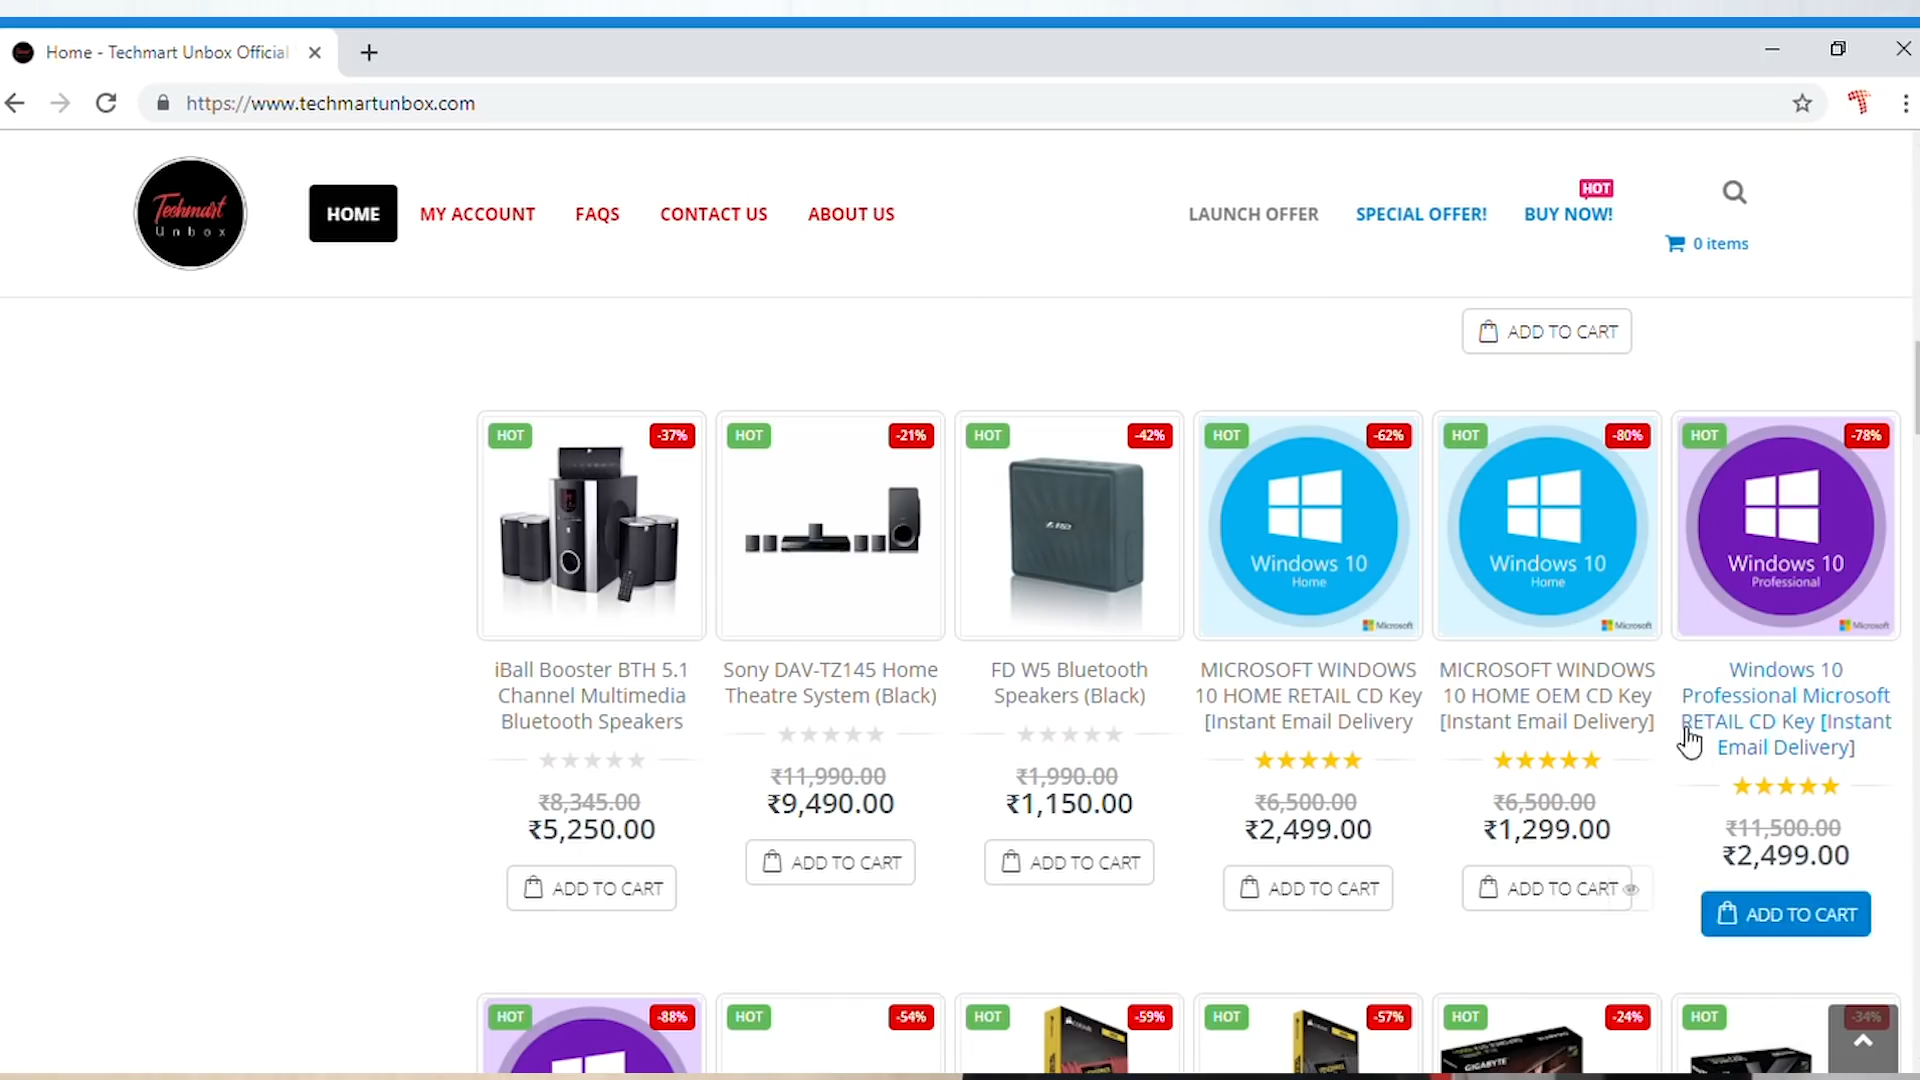 Home - Techmart Unbox Official
https://www.techmartunbox.com
Techmart
Unbox
HOME
MY ACCOUNT
FAQS
CONTACT US
ABOUT US
LAUNCH OFFER
SPECIAL OFFER!
HOT
BUY NOW!
0 items
ADD TO CART
HOT -37%
HOT -21%
HOT -42%
HOT -62%
HOT -80%
HOT -78%
Windows 10
Home
Microsoft
Windows 10
Home
Microsoft
Windows 10
Professional
Microsoft
iBall Booster BTH 5.1
Channel Multimedia
Bluetooth Speakers
₹8,345.00
₹5,250.00
ADD TO CART
Sony DAV-TZ145 Home
Theatre System (Black)
₹11,990.00
₹9,490.00
ADD TO CART
FD W5 Bluetooth
Speakers (Black)
₹1,990.00
₹1,150.00
ADD TO CART
MICROSOFT WINDOWS
10 HOME RETAIL CD Key
[Instant Email Delivery
₹6,500.00
₹2,499.00
ADD TO CART
MICROSOFT WINDOWS
10 HOME OEM CD Key
[Instant Email Delivery]
₹6,500.00
₹1,299.00
ADD TO CART
Windows 10
Professional Microsoft
RETAIL CD Key [Instant
Email Delivery]
₹11,500.00
₹2,499.00
ADD TO CART
HOT -88%
HOT -54%
HOT -59%
HOT -57%
HOT -24%
HOT -34%
GIGABYTE